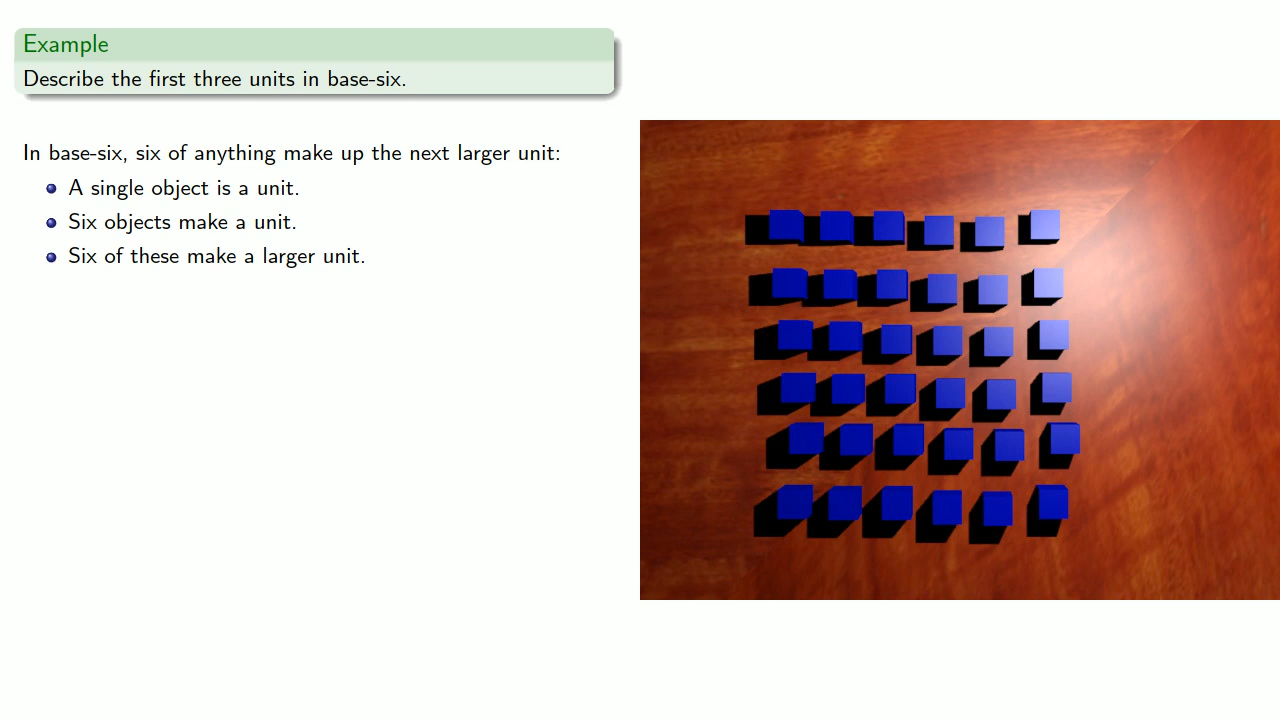 Example
Describe the first three units in base-six.
In base-six, six of anything make up the next larger unit:
A single object is a unit.
Six objects make a unit.
Six of these make a larger unit.